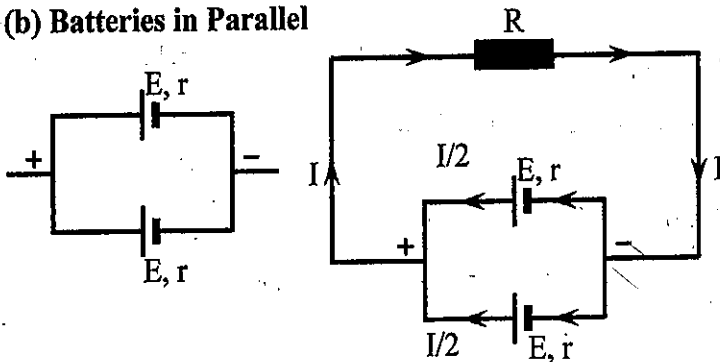 (b) Batteries in Parallel
E, r
+
−
E, r
R
I
I
I/2
E, r
+
−
I/2
E, r